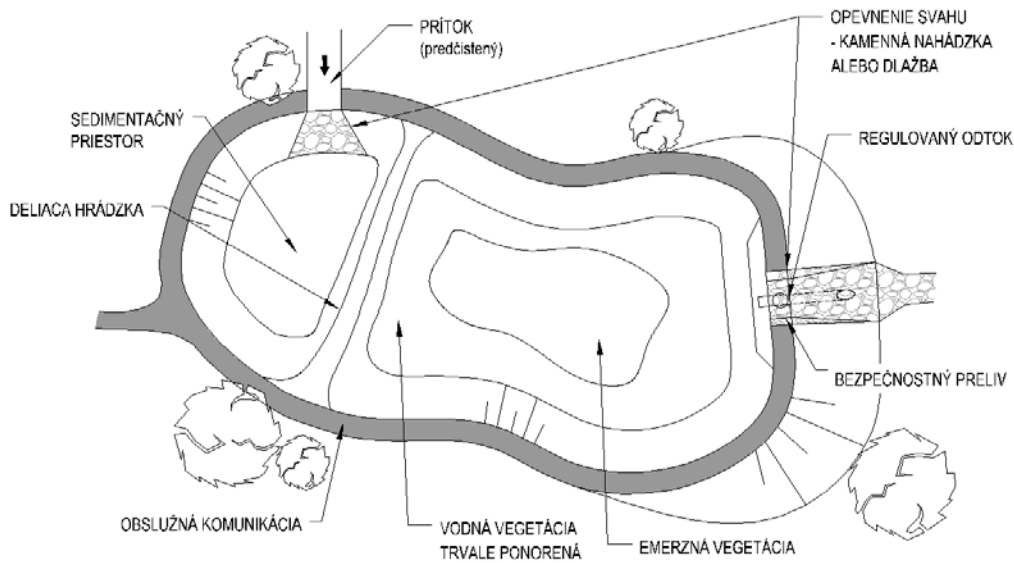 PRÍTOK
(predčistený)
OPEVNENIE SVAHU
- KAMENNÁ NAHÁDZKA
ALEBO DLAŽBA
SEDIMENTAČNÝ
PRIESTOR
REGULOVANÝ ODTOK
DELIACA HRÁDZKA
BEZPEČNOSTNÝ PRELIV
OBSLUŽNÁ KOMUNIKÁCIA
VODNÁ VEGETÁCIA
TRVALE PONORENÁ
EMERZNÁ VEGETÁCIA